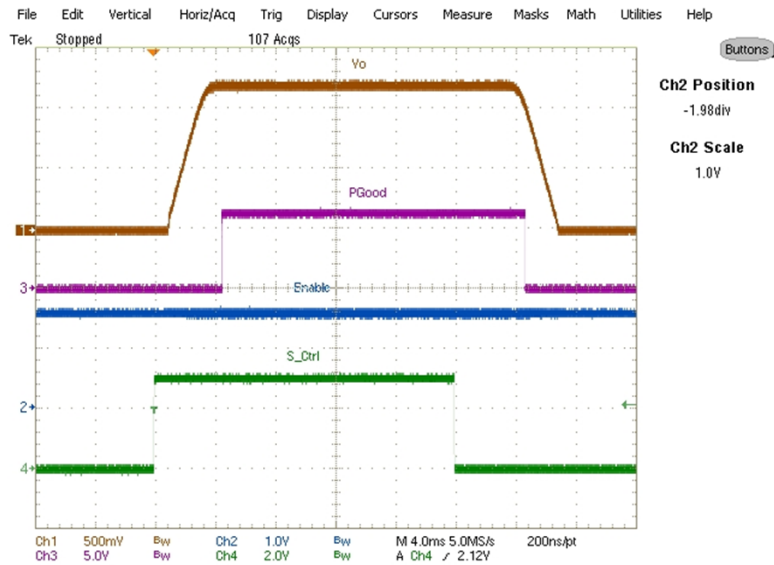 File Edit Vertical Horiz/Acq Trig Display Cursors Measure Masks Math Utilities Help
Tek Stopped 107 Acqs
Buttons
Vo
Ch2 Position
-1.98div
Ch2 Scale
1.0V
PGood
1
3
Enable
S_Ctrl
T
2
4
Ch1 500mV Bw Ch2 1.0V Bw M 4.0ms 5.0MS/s 200ns/pt
Ch3 5.0V Bw Ch4 2.0V Bw A Ch4 / 2.12V